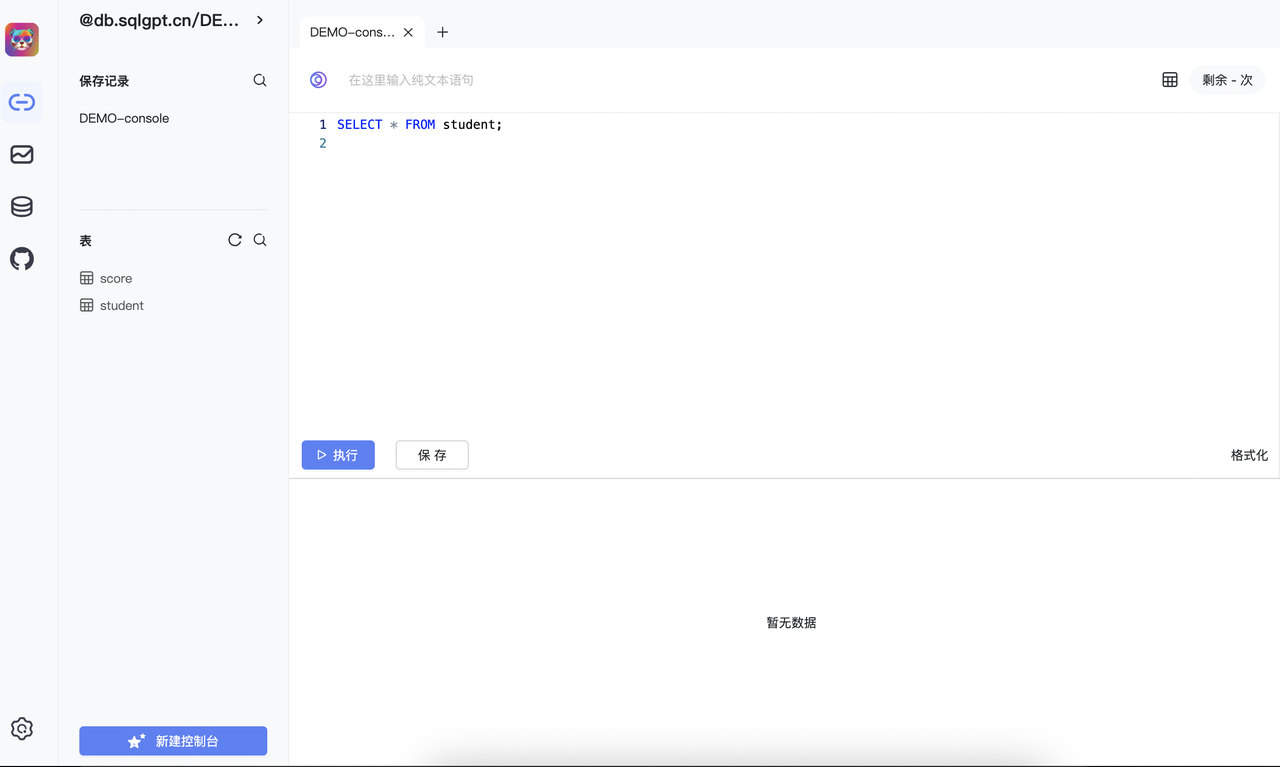 @db.sqlgpt.cn/DE...
保存记录
DEMO-console
表
score
student
新建控制台
DEMO-cons...
在这里输入纯文本语句
剩余 - 次
1 SELECT * FROM student;
2
执行
保 存
格式化
暂无数据